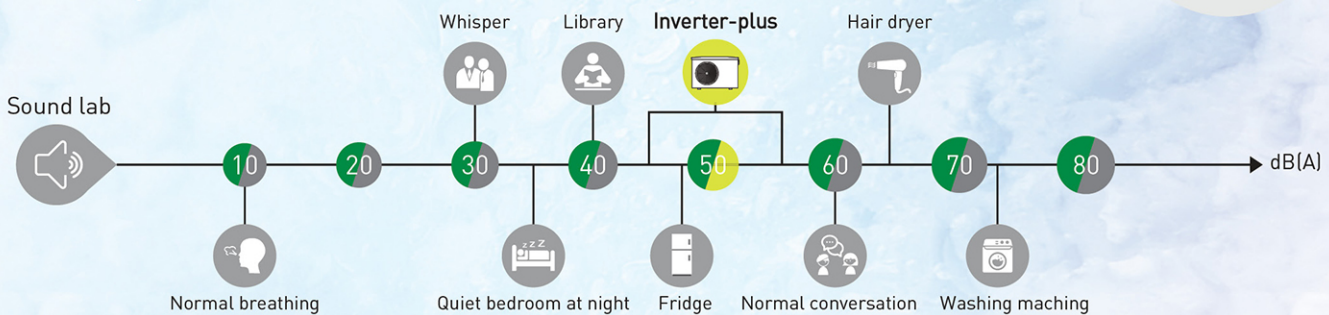 Whisper
Library
Inverter-plus
Hair dryer
Sound lab
10
20
30
40
50
60
70
80
dB(A)
z z Z
Normal breathing
Quiet bedroom at night
Fridge
Normal conversation
Washing maching